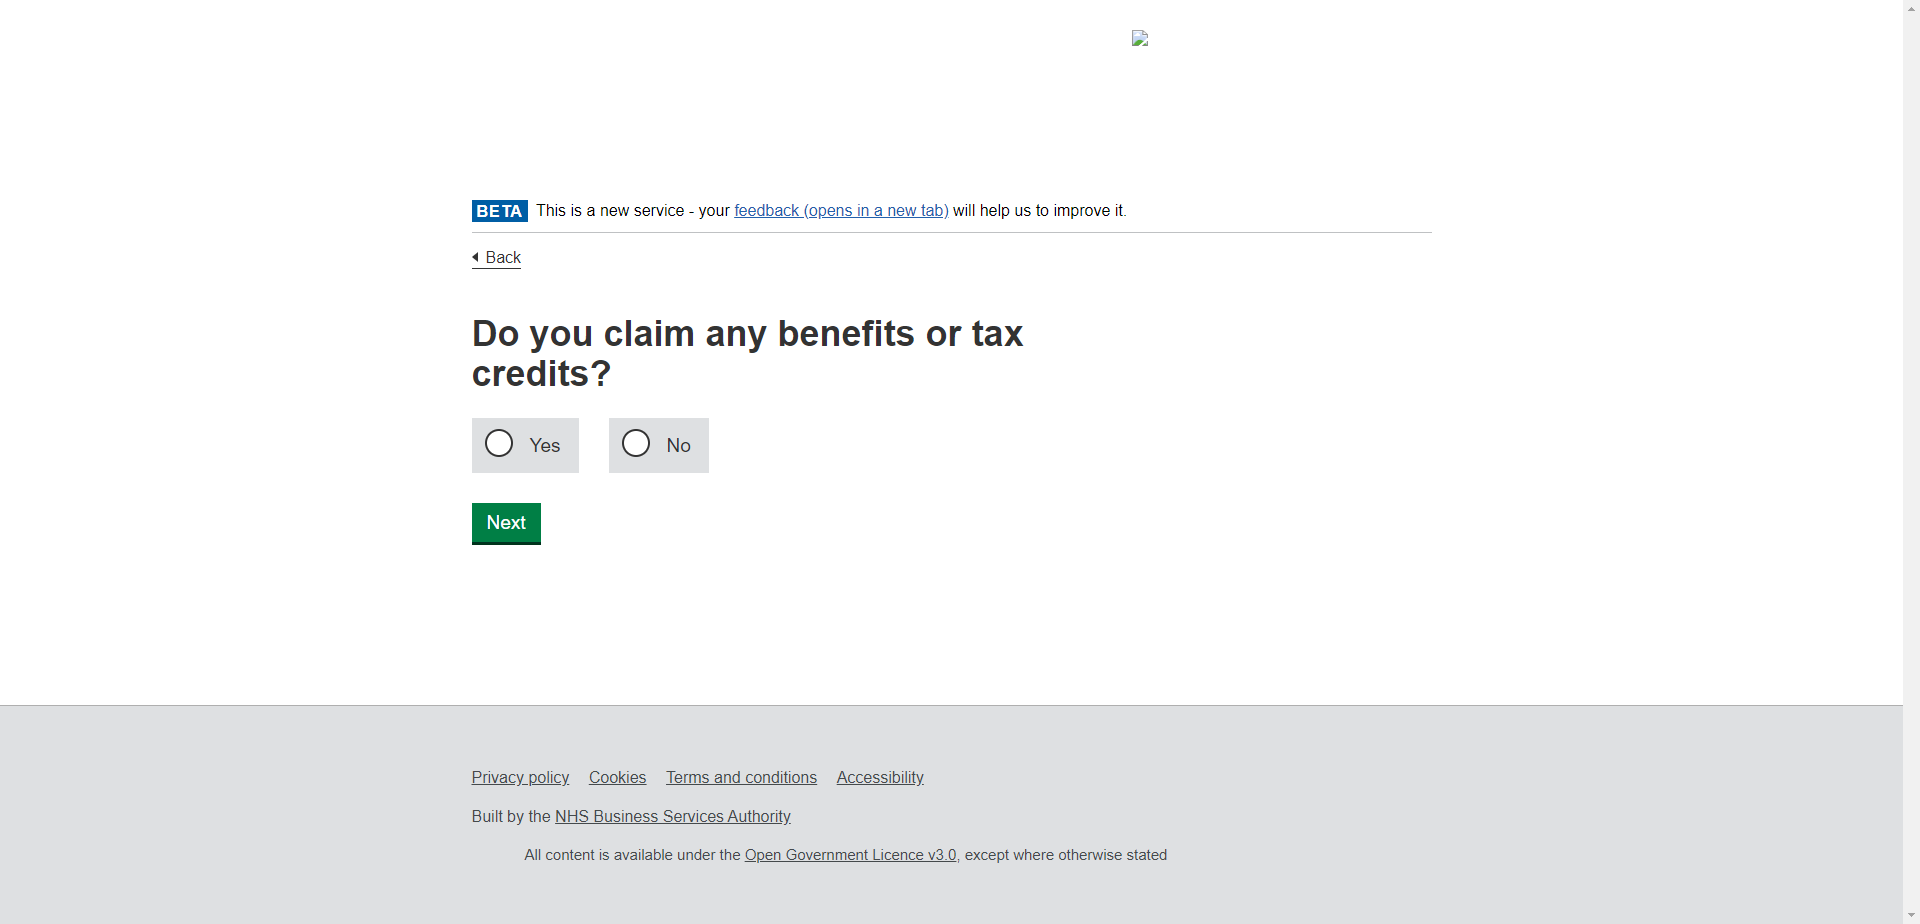 BETA This is a new service - your feedback (opens in a new tab) will help us to improve it.
Back
Do you claim any benefits or tax
credits?
Yes No
Next
Privacy policy Cookies Terms and conditions Accessibility
Built by the NHS Business Services Authority
All content is available under the Open Government Licence v3.0, except where otherwise stated